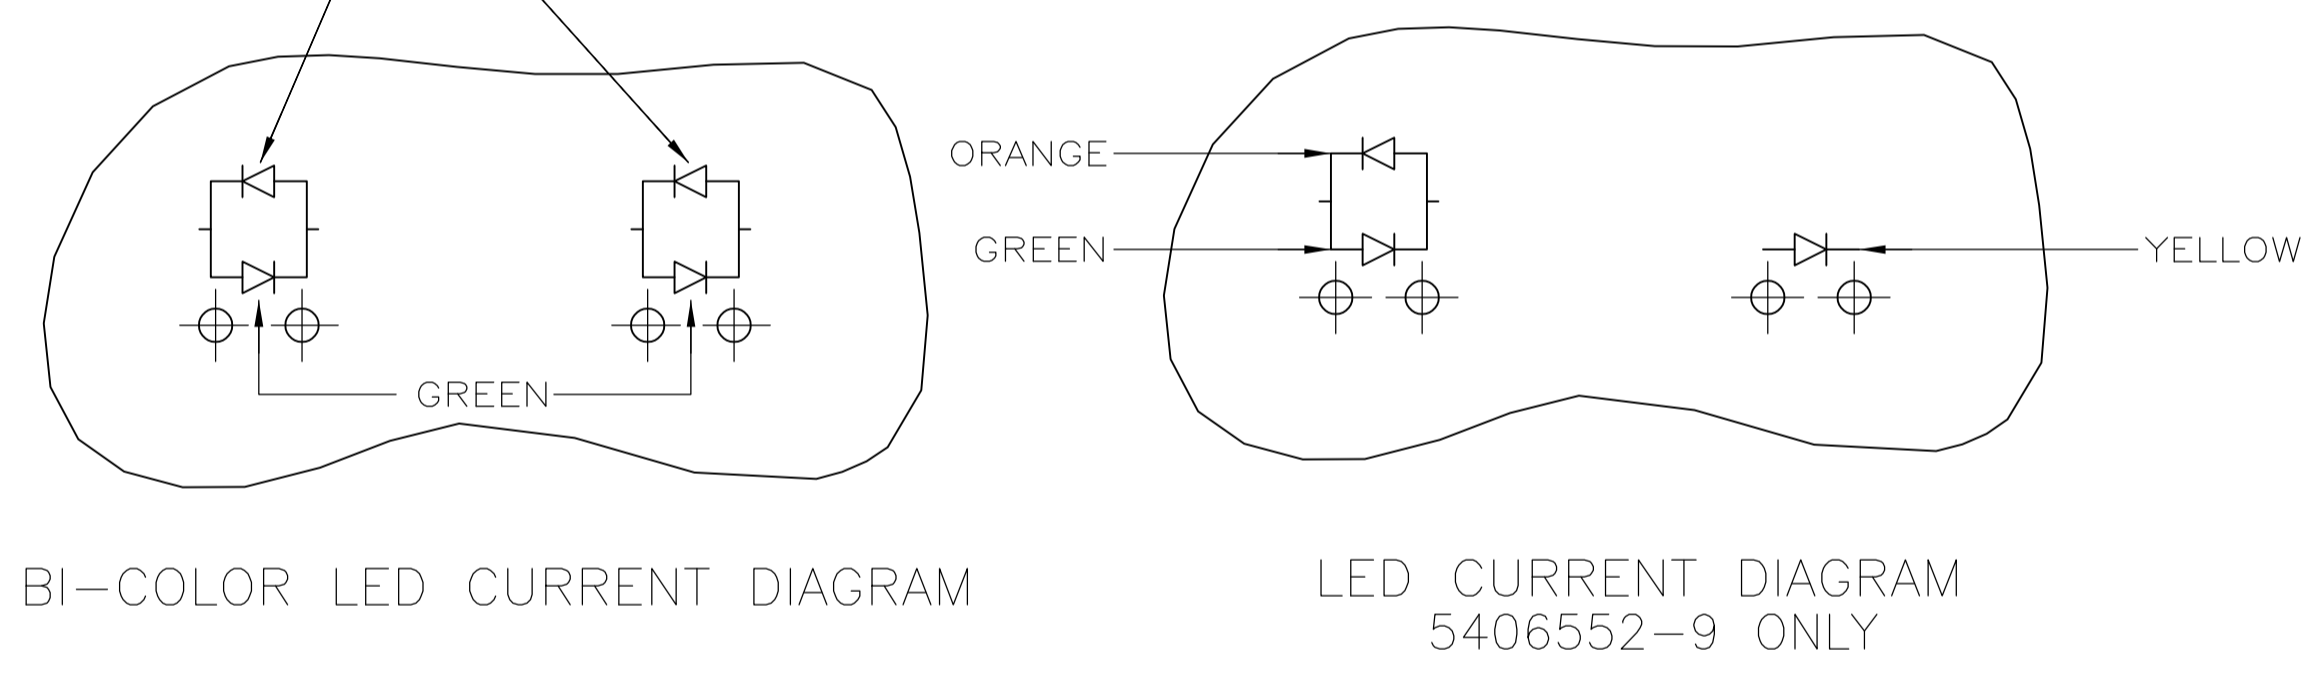 ORANGE
GREEN
YELLOW
GREEN
BI-COLOR LED CURRENT DIAGRAM
LED CURRENT DIAGRAM
5406552-9 ONLY